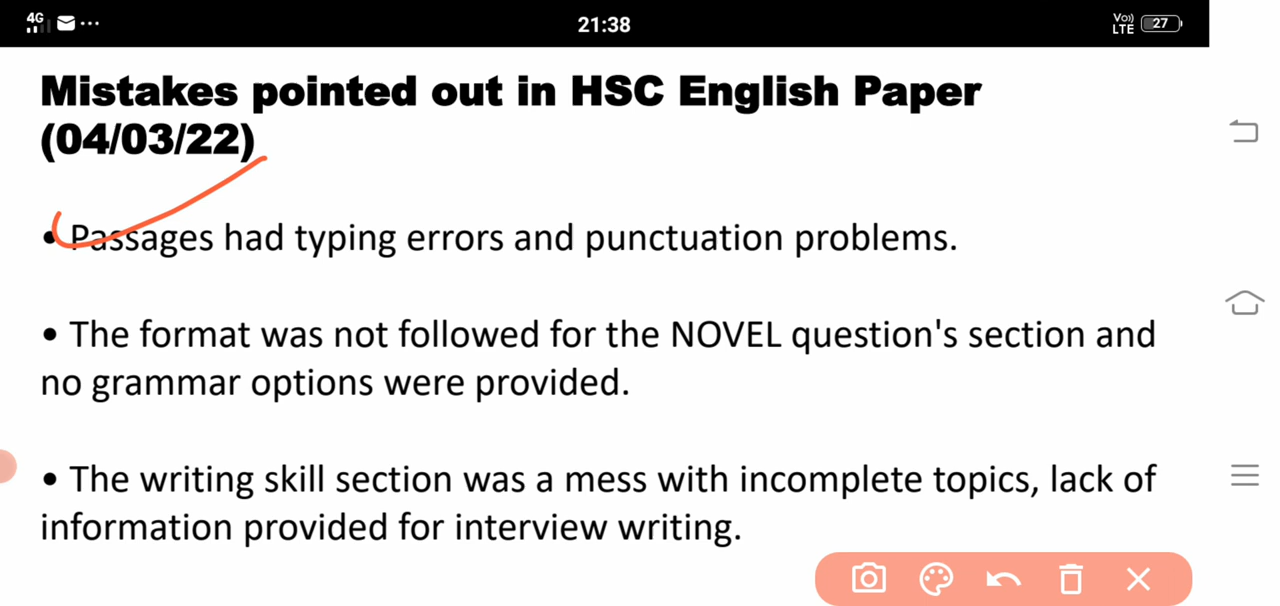 4G
21:38
Vo))
LTE
27
Mistakes pointed out in HSC English Paper
(04/03/22)
• Passages had typing errors and punctuation problems.
• The format was not followed for the NOVEL question's section and
no grammar options were provided.
• The writing skill section was a mess with incomplete topics, lack of
information provided for interview writing.